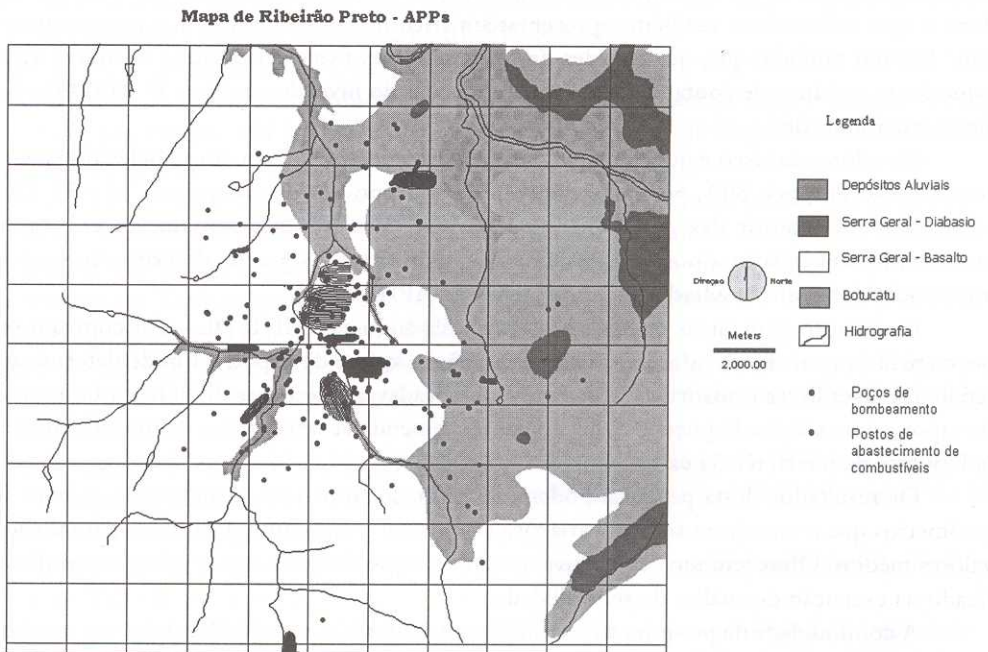 Mapa de Ribeirão Preto - APPs
Legenda
Depósitos Aluviais
Serra Geral - Diabasio
Serra Geral - Basalto
Botucatu
Hidrografia
Direçao
Norte
Meters
2,000.00
Poços de
bombeamento
Postos de
abastecimento de
combustíveis